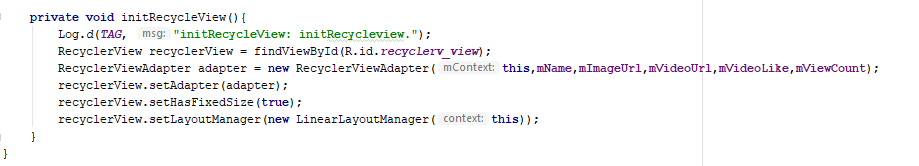 private void initRecycleView(){
Log.d(TAG, msg: "initRecycleView: initRecycleview.");
RecyclerView recyclerView = findViewById(R.id.recyclerv_view);
RecyclerViewAdapter adapter = new RecyclerViewAdapter( mContext: this,mName,mImageUrl,mVideoUrl,mVideoLike,mViewCount);
recyclerView.setAdapter(adapter);
recyclerView.setHasFixedSize(true);
recyclerView.setLayoutManager(new LinearLayoutManager( context: this));
}
}